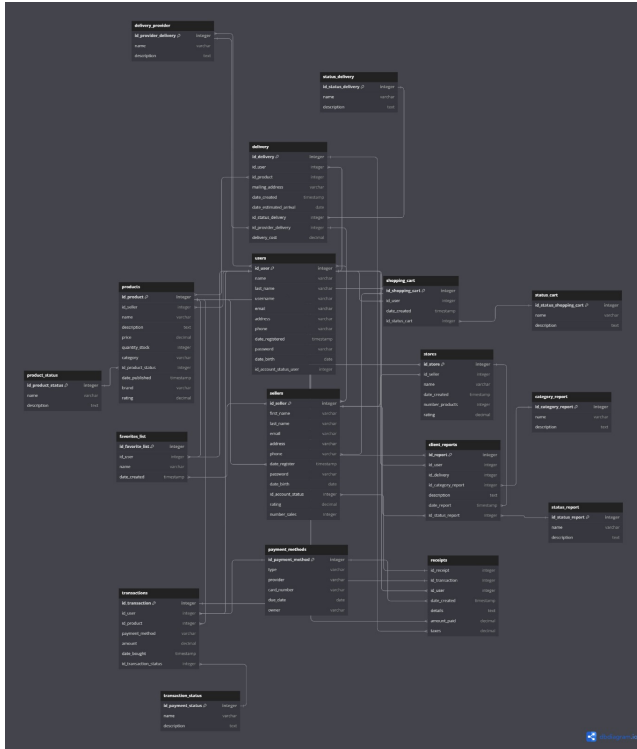 delivery_provider
id_provider_delivery integer
name varchar
description text
status_delivery
id_status_delivery integer
name varchar
description text
delivery
id_delivery integer
id_user integer
id_product integer
mailing_address varchar
date_created timestamp
date_estimated_arrival date
id_status_delivery integer
id_provider_delivery integer
delivery_cost decimal
users
id_user integer
name varchar
last_name varchar
username varchar
email varchar
address varchar
phone varchar
date_registered timestamp
password varchar
date_birth date
id_account_status_user integer
shopping_cart
id_shopping_cart integer
id_user integer
date_created timestamp
id_status_cart integer
status_cart
id_status_shopping_cart integer
name varchar
description text
products
id_product integer
id_seller integer
name varchar
description text
price decimal
quantity_stock integer
category varchar
id_product_status integer
date_published timestamp
brand varchar
rating decimal
product_status
id_product_status integer
name varchar
description text
stores
id_store integer
id_seller integer
name varchar
date_created timestamp
number_products integer
rating decimal
category_report
id_category_report integer
name varchar
description text
sellers
id_seller integer
first_name varchar
last_name varchar
email varchar
address varchar
phone varchar
date_register timestamp
password varchar
date_birth date
id_account_status integer
rating decimal
number_sales integer
favorites_list
id_favorite_list integer
id_user integer
name varchar
date_created timestamp
client_reports
id_report integer
id_user integer
id_delivery integer
id_category_report integer
description text
date_report timestamp
id_status_report integer
status_report
id_status_report integer
name varchar
description text
payment_methods
id_payment_method integer
type varchar
provider varchar
card_number varchar
due_date date
owner varchar
receipts
id_receipt integer
id_transaction integer
id_user integer
date_created timestamp
details text
amount_paid decimal
taxes decimal
transactions
id_transaction integer
id_user integer
id_product integer
payment_method varchar
amount decimal
date_bought timestamp
id_transaction_status integer
transaction_status
id_payment_status integer
name varchar
description text